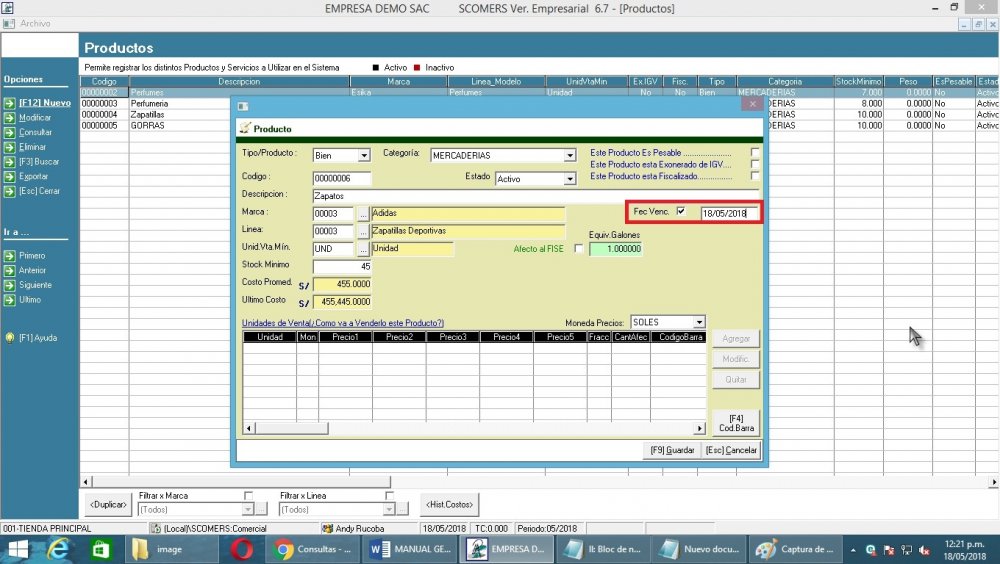 EMPRESA DEMO SAC SCOMERS Ver. Empresarial 6.7 - [Productos]
Archivo
Productos
Permite registrar los distintos Productos y Servicios a Utilizar en el Sistema Activo Inactivo
Opciones
[F12] Nuevo
Modificar
Consultar
Eliminar
[F3] Buscar
Exportar
[Esc] Cerrar
Ir a ...
Primero
Anterior
Siguiente
Ultimo
[F1] Ayuda
Codigo Descripcion Marca Linea_Modelo UnidVtaMin Ex.IGV Fisc. Tipo Categoria StockMinimo Peso EsPesable Estad
00000002 Perfumes Esika Perfumes Unidad No No Bien MERCADERIAS 7.000 0.0000 No Activo
00000003 Perfumeria DERIAS 8.000 0.0000 No Activo
00000004 Zapatillas DERIAS 10.000 0.0000 No Activo
00000005 GORRAS DERIAS 10.000 0.0000 No Activo
Producto
Tipo/Producto : Bien Categoría: MERCADERIAS Este Producto Es Pesable
Este Producto esta Exonerado de IGV....
Codigo : 00000006 Estado Activo Este Producto esta Fiscalizado
Descripcion : Zapatos
Marca : 00003 ... Adidas Fec Venc. 18/05/2018
Linea: 00003 ... Zapatillas Deportivas Equiv.Galones
Unid.Vta.Mín. UND ... Unidad Afecto al FISE 1.000000
Stock Minimo 45
Costo Promed. S/ 455.0000
Ultimo Costo S/ 455,445.0000
Unidades de Venta(¿Como va a Venderlo este Producto?) Moneda Precios: SOLES
Unidad Mon Precio1 Precio2 Precio3 Precio4 Precio5 Fracc CantAfec CodigoBarra
Agregar
Modific.
Quitar
[F4]
Cod.Barra
[F9] Guardar [Esc] Cancelar
<Duplicar> Filtrar x Marca (Todos) ... Filtrar x Linea (Todos) ... <Hist.Costos>
001-TIENDA PRINCIPAL (Local)\SCOMERS:Comercial Andy Rucoba 18/05/2018 TC:0.000 Periodo:05/2018
image Consultas - ... MANUAL GE... EMPRESA D... II: Bloc de n... Nuevo docu... Captura de ... 12:21 p.m.
18/05/2018